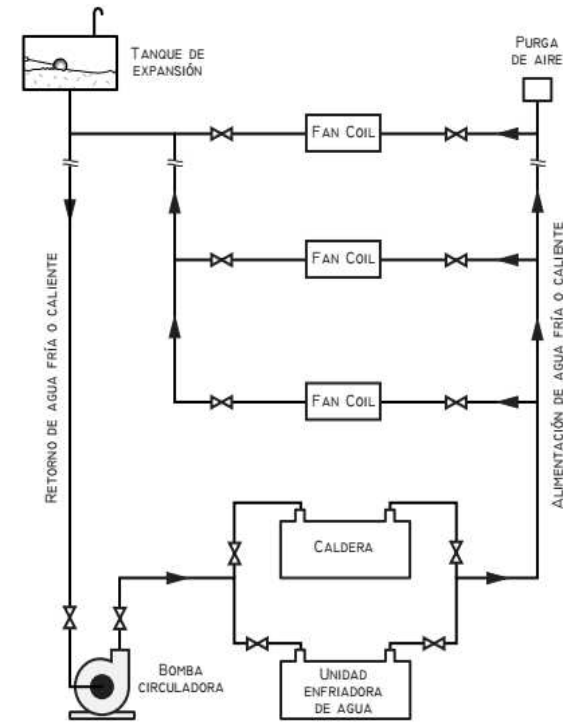 TANQUE DE
EXPANSIÓN
PURGA
DE AIRE
FAN COIL
FAN COIL
FAN COIL
RETORNO DE AGUA FRÍA O CALIENTE
ALIMENTACIÓN DE AGUA FRÍA O CALIENTE
CALDERA
BOMBA
CIRCULADORA
UNIDAD
ENFRIADORA
DE AGUA